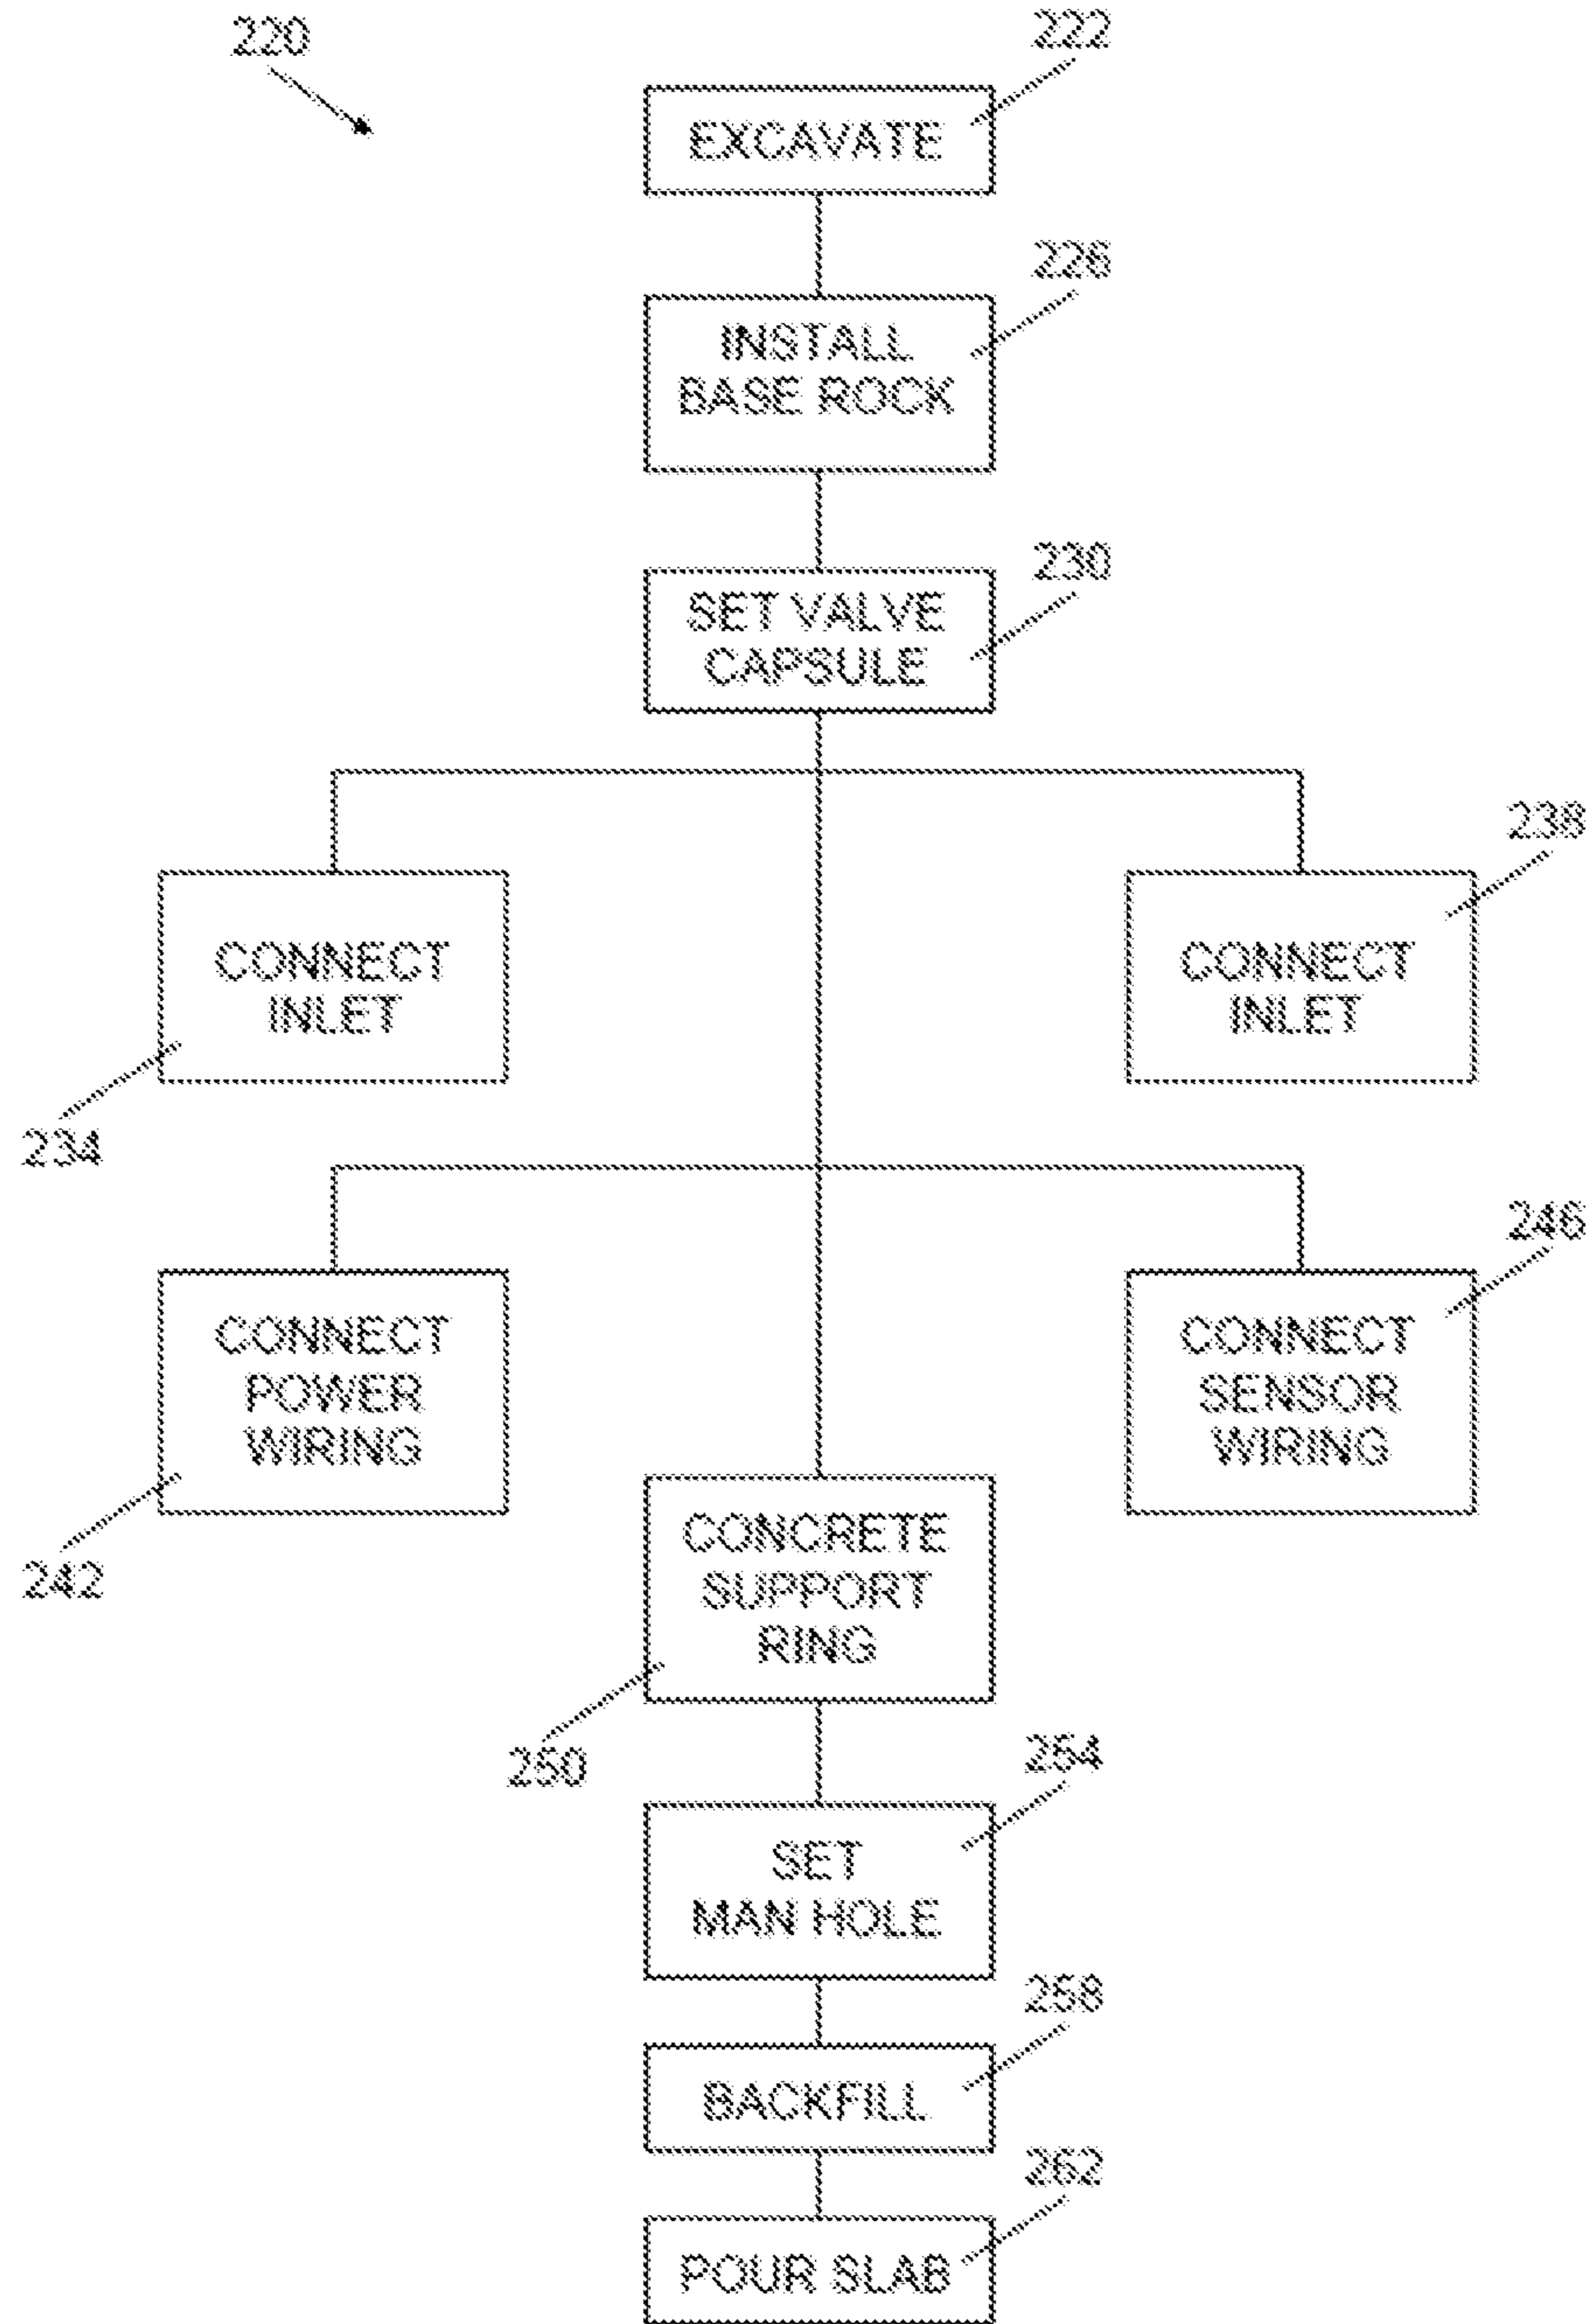 220
222
EXCAVATE
226
INSTALL
BASE ROCK
230
SET VALVE
CAPSULE
238
CONNECT
INLET
CONNECT
INLET
234
246
CONNECT
POWER
WIRING
CONNECT
SENSOR
WIRING
242
CONCRETE
SUPPORT
RING
250
254
SET
MAN HOLE
258
BACKFILL
262
POUR SLAB